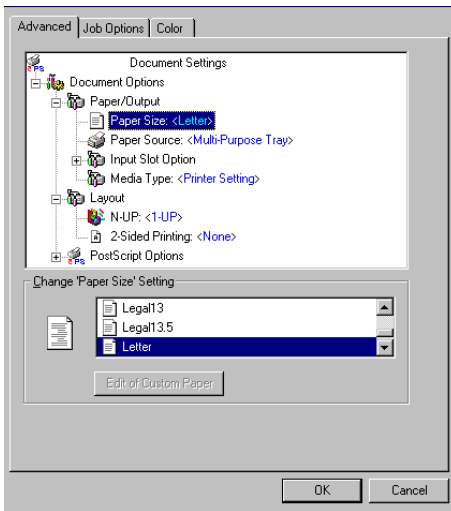 Advanced Job Options Color
Document Settings
Document Options
Paper/Output
Paper Size: <Letter>
Paper Source: <Multi-Purpose Tray>
Input Slot Option
Media Type: <Printer Setting>
Layout
N-UP: <1-UP>
2-Sided Printing: <None>
PostScript Options
Change 'Paper Size' Setting
Legal13
Legal13.5
Letter
Edit of Custom Paper
OK Cancel